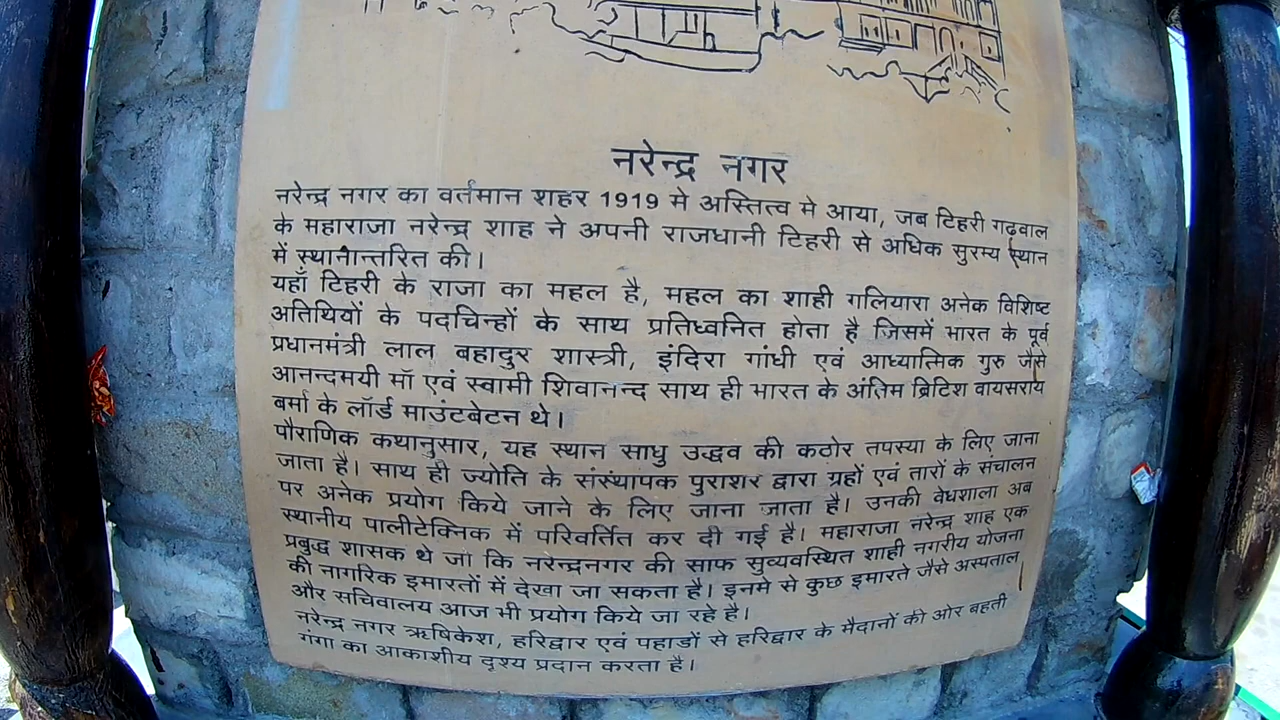 नरेन्द्र नगर
नरेन्द्र नगर का वर्तमान शहर 1919 मे अस्तित्व मे आया, जब टिहरी गढ़वाल
के महाराजा नरेन्द्र शाह ने अपनी राजधानी टिहरी से अधिक सुरम्य स्थान
में स्थानान्तरित की।
यहाँ टिहरी के राजा का महल है, महल का शाही गलियारा अनेक विशिष्ट
अतिथियों के पदचिन्हों के साथ प्रतिध्वनित होता है जिसमें भारत के पूर्व
प्रधानमंत्री लाल बहादुर शास्त्री, इंदिरा गांधी एवं आध्यात्मिक गुरु जैसे
आनन्दमयी माॅ एवं स्वामी शिवानन्द साथ ही भारत के अंतिम ब्रिटिश वायसराय
बर्मा के लॉर्ड माउंटबेटन थे।
पौराणिक कथानुसार, यह स्थान साधु उद्धव की कठोर तपस्या के लिए जाना
जाता है। साथ ही ज्योति के संस्थापक पुराशर द्वारा ग्रहों एवं तारों के संचालन
पर अनेक प्रयोग किये जाने के लिए जाना जाता है। उनकी वेधशाला अब
स्थानीय पालीटेक्निक में परिवर्तित कर दी गई है। महाराजा नरेन्द्र शाह एक
प्रबुद्ध शासक थे जो कि नरेन्द्रनगर की साफ सुव्यवस्थित शाही नगरीय योजना
की नागरिक इमारतों में देखा जा सकता है। इनमे से कुछ इमारते जैसे अस्पताल
और सचिवालय आज भी प्रयोग किये जा रहे है।
नरेन्द्र नगर ऋषिकेश, हरिद्वार एवं पहाडों से हरिद्वार के मैदानों की ओर बहती
गंगा का आकाशीय दृश्य प्रदान करता है।